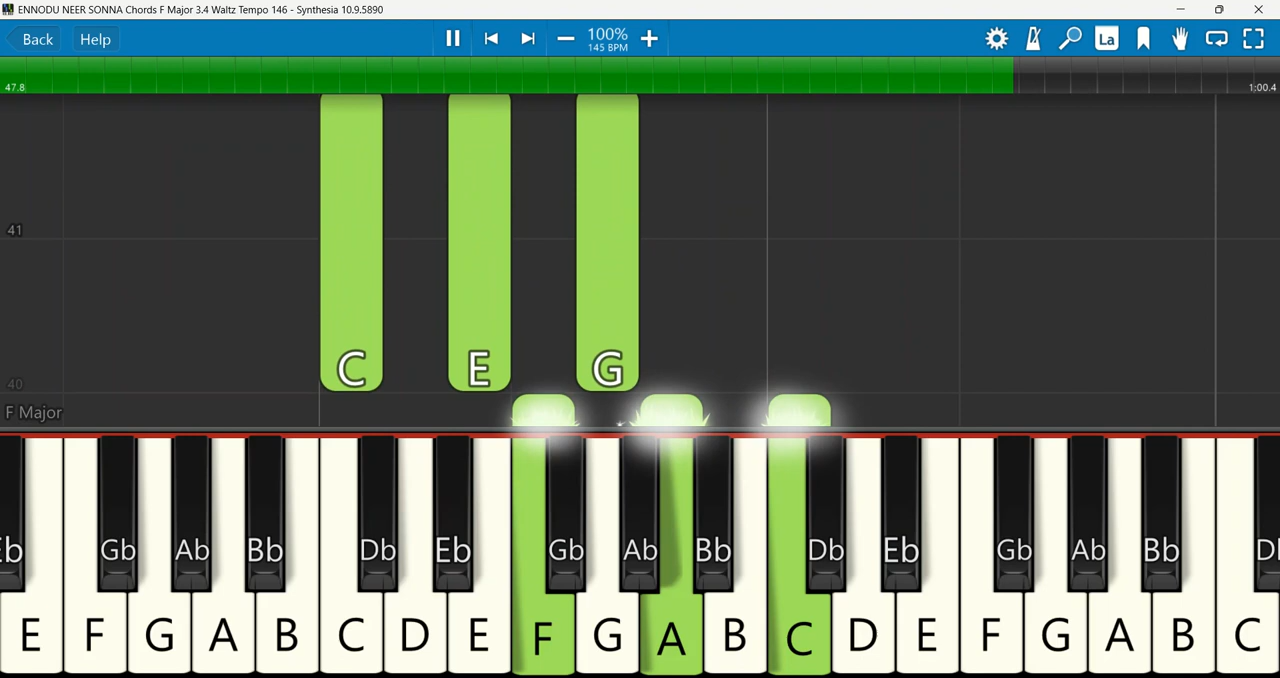 ENNODU NEER SONNA Chords F Major 3.4 Waltz Tempo 146 - Synthesia 10.9.5890
Back Help 100% La
145 BPM
47.8 1:00.4
41
C E G
40
F Major
Eb Gb Ab Bb Db Eb Gb Ab Bb Db Eb Gb Ab Bb
E F G A B C D E F G A B C D E F G A B C